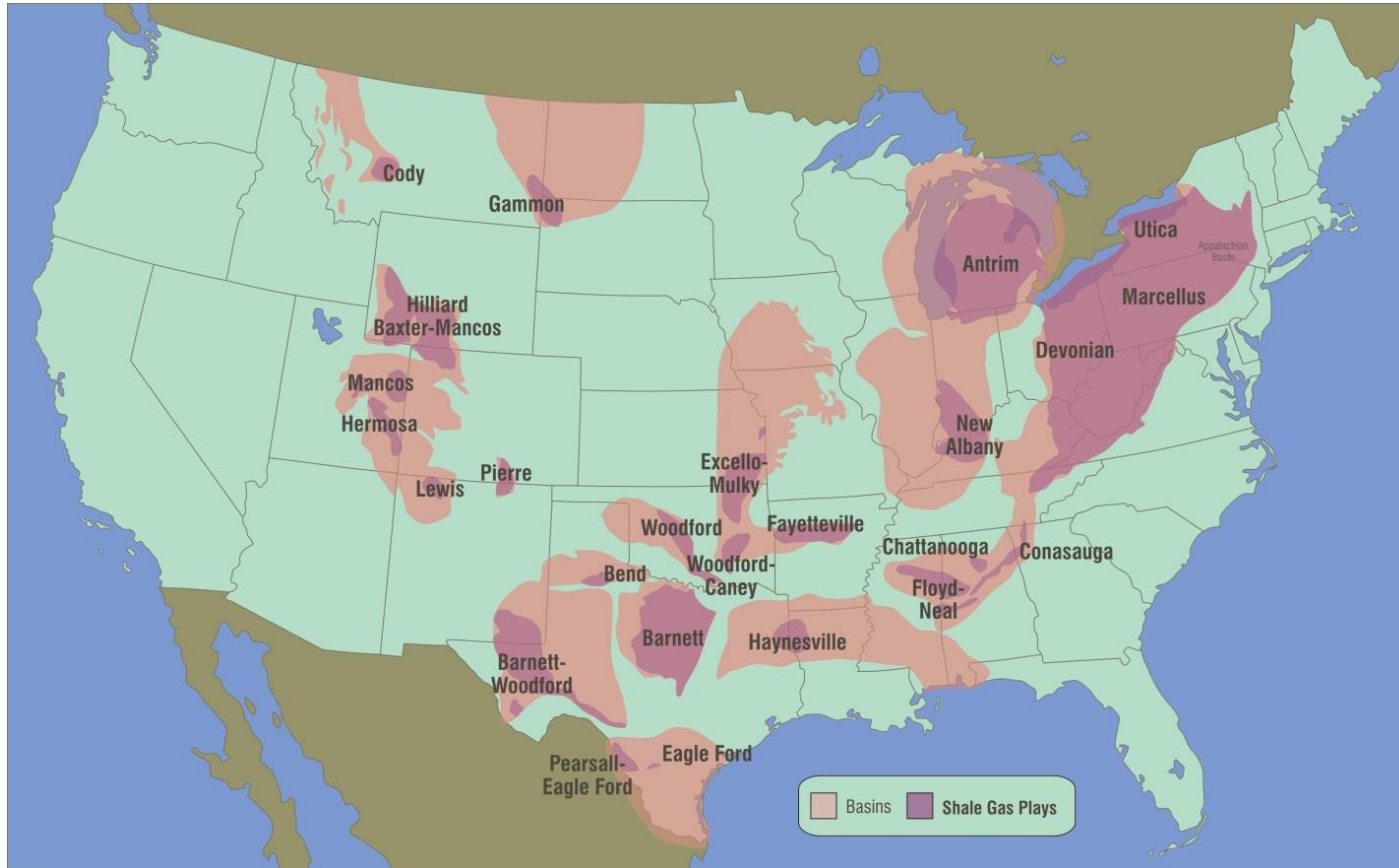 Cody
Gammon
Utica
Appalachian
Basin
Antrim
Marcellus
Hilliard
Baxter-Mancos
Devonian
Mancos
Hermosa
New
Albany
Excello-
Mulky
Pierre
Lewis
Woodford
Fayetteville
Chattanooga
Conasauga
Woodford-
Caney
Bend
Floyd-
Neal
Barnett
Haynesville
Barnett-
Woodford
Eagle Ford
Pearsall-
Eagle Ford
Basins
Shale Gas Plays